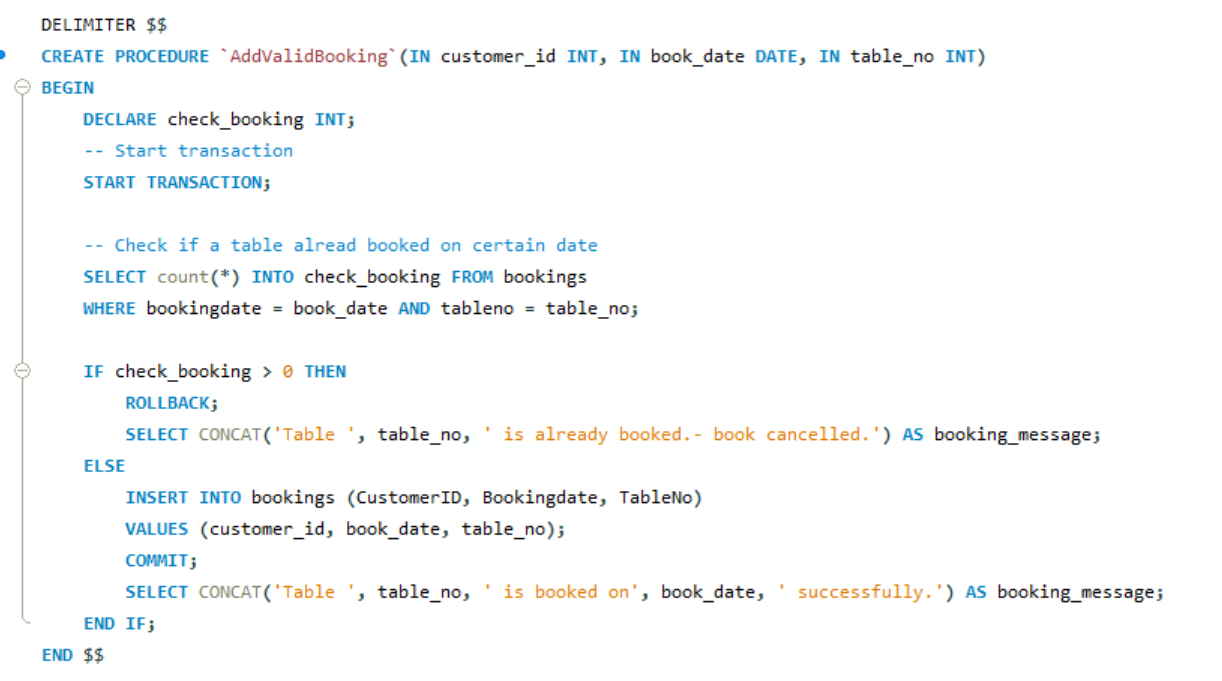 DELIMITER $$
CREATE PROCEDURE `AddValidBooking`(IN customer_id INT, IN book_date DATE, IN table_no INT)
BEGIN
DECLARE check_booking INT;
-- Start transaction
START TRANSACTION;
-- Check if a table alread booked on certain date
SELECT count(*) INTO check_booking FROM bookings
WHERE bookingdate = book_date AND tableno = table_no;
IF check_booking > 0 THEN
ROLLBACK;
SELECT CONCAT('Table ', table_no, ' is already booked.- book cancelled.') AS booking_message;
ELSE
INSERT INTO bookings (CustomerID, Bookingdate, TableNo)
VALUES (customer_id, book_date, table_no);
COMMIT;
SELECT CONCAT('Table ', table_no, ' is booked on', book_date, ' successfully.') AS booking_message;
END IF;
END $$